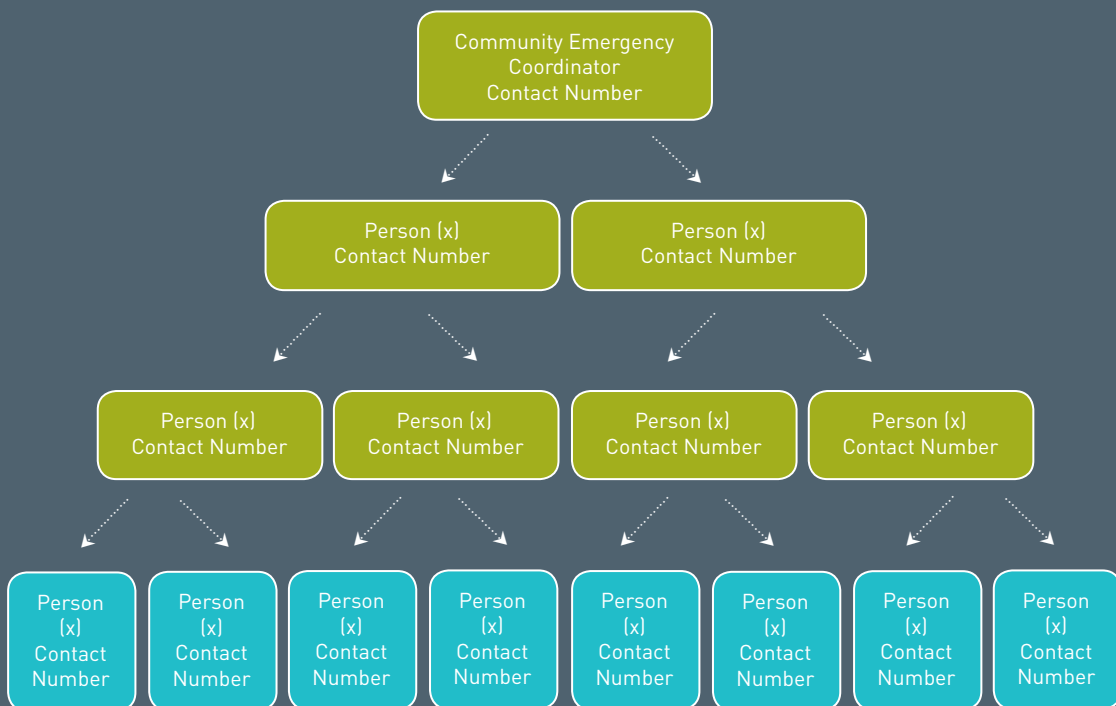 Community Emergency
Coordinator
Contact Number
Person (x)
Contact Number
Person (x)
Contact Number
Person (x)
Contact Number
Person (x)
Contact Number
Person (x)
Contact Number
Person (x)
Contact Number
Person
(x)
Contact
Number
Person
(x)
Contact
Number
Person
(x)
Contact
Number
Person
(x)
Contact
Number
Person
(x)
Contact
Number
Person
(x)
Contact
Number
Person
(x)
Contact
Number
Person
(x)
Contact
Number